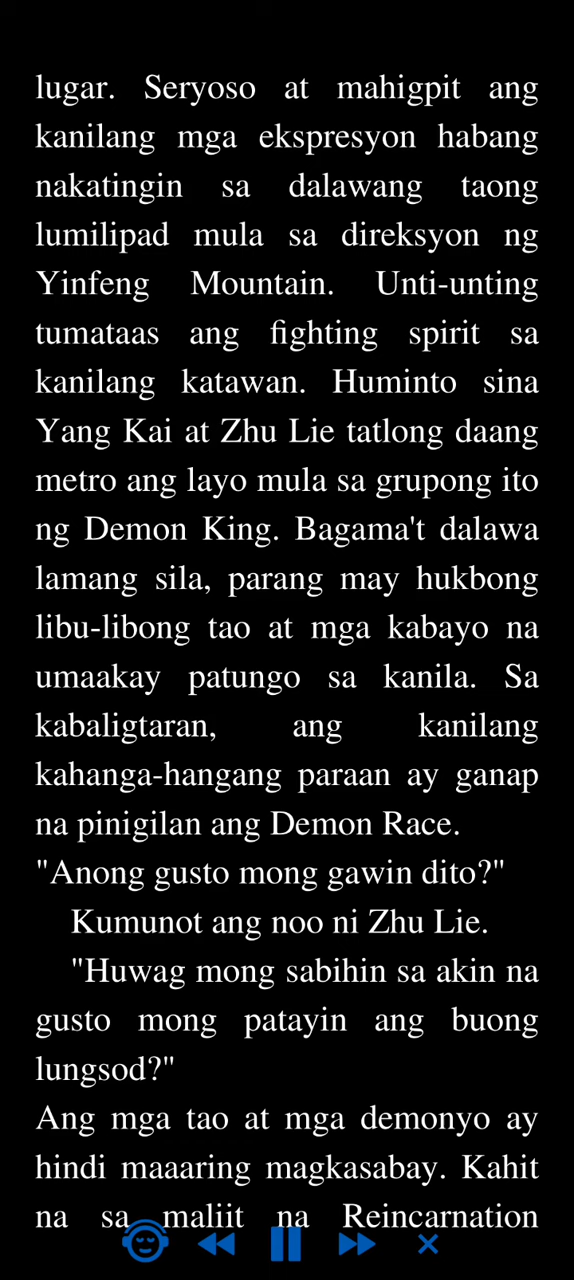 lugar. Seryoso at mahigpit ang
kanilang mga ekspresyon habang
nakatingin sa dalawang taong
lumilipad mula sa direksyon ng
Yinfeng Mountain. Unti-unting
tumataas ang fighting spirit sa
kanilang katawan. Huminto sina
Yang Kai at Zhu Lie tatlong daang
metro ang layo mula sa grupong ito
ng Demon King. Bagama't dalawa
lamang sila, parang may hukbong
libu-libong tao at mga kabayo na
umaakay patungo sa kanila. Sa
kabaligtaran, ang kanilang
kahanga-hangang paraan ay ganap
na pinigilan ang Demon Race.
"Anong gusto mong gawin dito?"
Kumunot ang noo ni Zhu Lie.
"Huwag mong sabihin sa akin na
gusto mong patayin ang buong
lungsod?"
Ang mga tao at mga demonyo ay
hindi maaaring magkasabay. Kahit
na sa maliit na Reincarnation